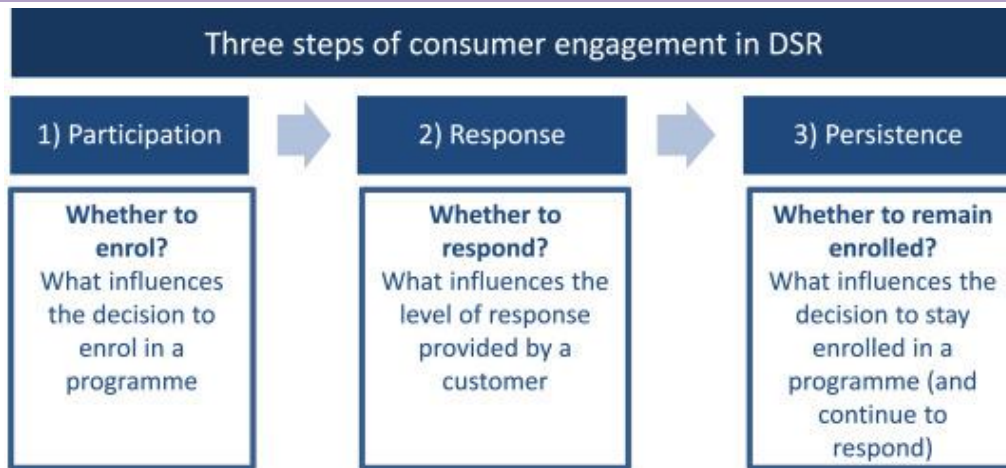 Three steps of consumer engagement in DSR
1) Participation
2) Response
3) Persistence
Whether to
enrol?
What influences
the decision to
enrol in a
programme
Whether to
respond?
What influences the
level of response
provided by a
customer
Whether to remain
enrolled?
What influences the
decision to stay
enrolled in a
programme (and
continue to
respond)